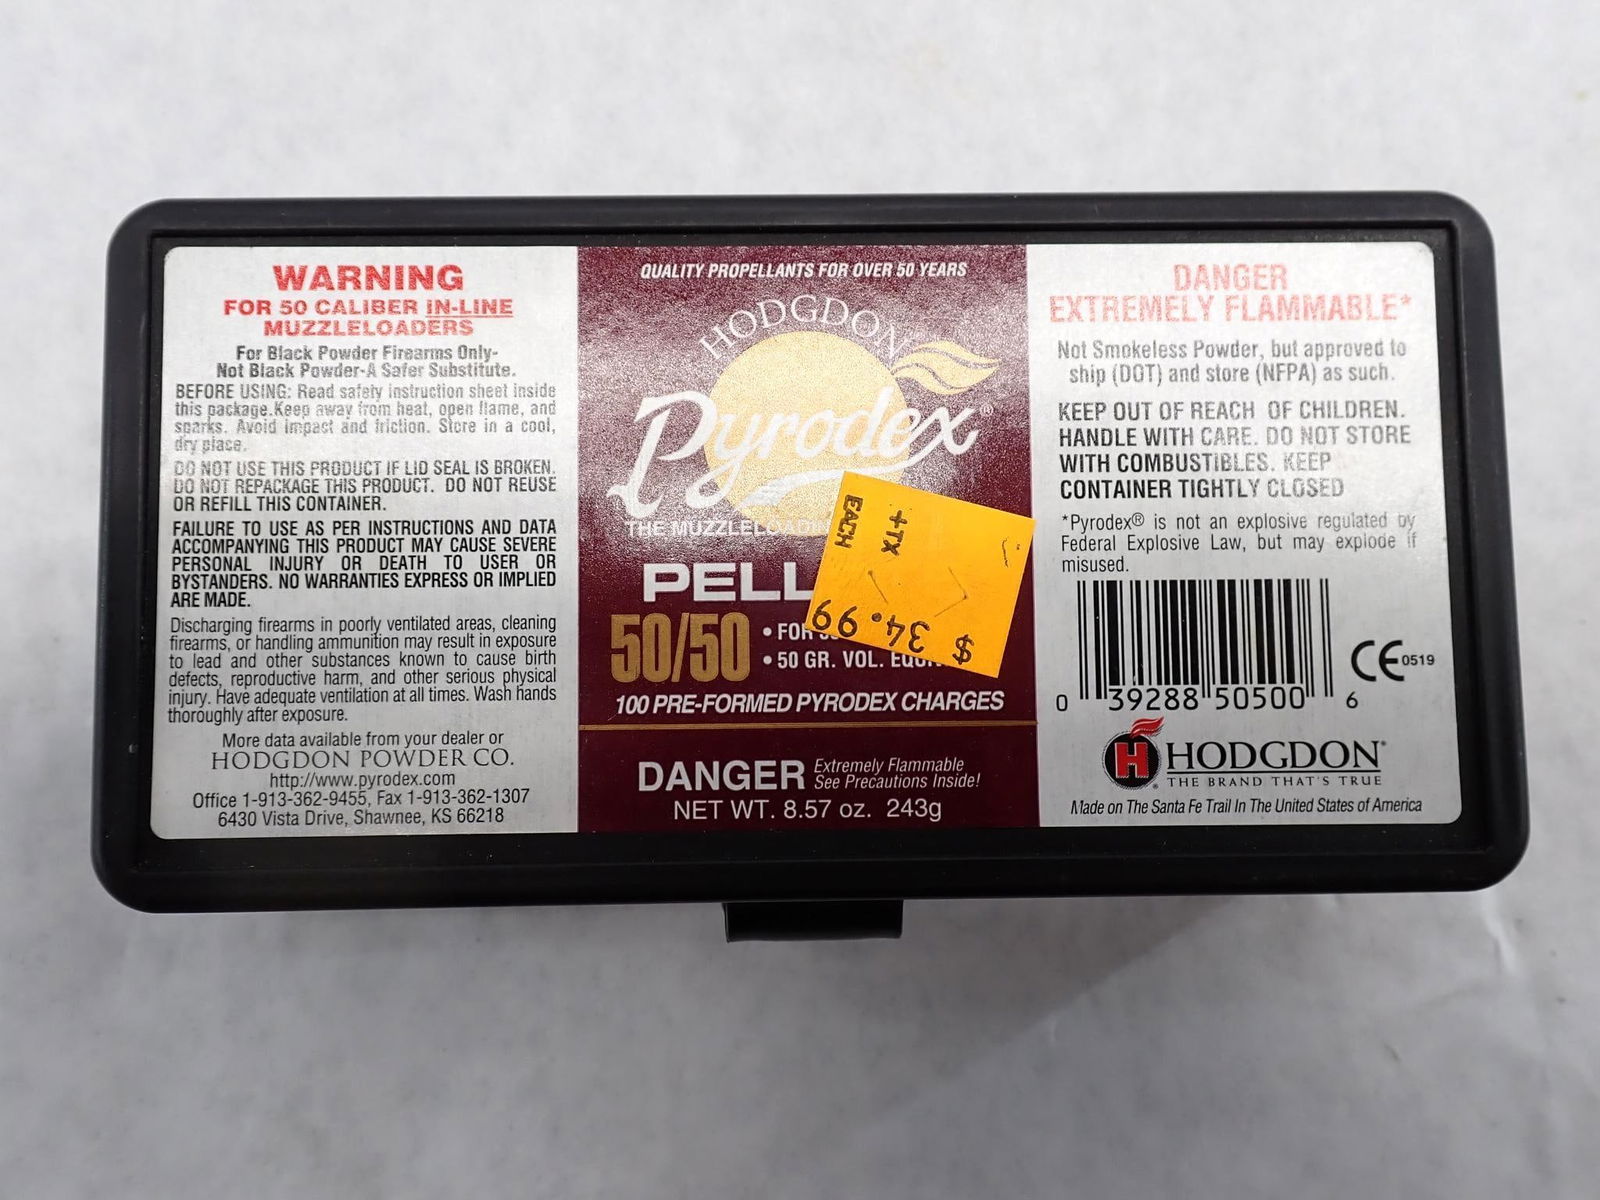 WARNING
FOR 50 CALIBER IN-LINE
MUZZLELOADERS
For Black Powder Firearms Only-
Not Black Powder-A Safer Substitute.
BEFORE USING: Read safety instruction sheet inside
this package.Keep away from heat, open flame, and
sparks. Avoid impact and friction. Store in a cool,
dry place.
DO NOT USE THIS PRODUCT IF LID SEAL IS BROKEN.
DO NOT REPACKAGE THIS PRODUCT. DO NOT REUSE
OR REFILL THIS CONTAINER.
FAILURE TO USE AS PER INSTRUCTIONS AND DATA
ACCOMPANYING THIS PRODUCT MAY CAUSE SEVERE
PERSONAL INJURY OR DEATH TO USER OR
BYSTANDERS. NO WARRANTIES EXPRESS OR IMPLIED
ARE MADE.
Discharging firearms in poorly ventilated areas, cleaning
firearms, or handling ammunition may result in exposure
to lead and other substances known to cause birth
defects, reproductive harm, and other serious physical
injury. Have adequate ventilation at all times. Wash hands
thoroughly after exposure.
More data available from your dealer or
HODGDON POWDER CO.
http://www.pyrodex.com
Office 1-913-362-9455, Fax 1-913-362-1307
6430 Vista Drive, Shawnee, KS 66218
QUALITY PROPELLANTS FOR OVER 50 YEARS
HODGDON
Pyrodex®
THE MUZZLELOADIN
PELL
50/50
• FOR
• 50 GR. VOL.
100 PRE-FORMED PYRODEX CHARGES
DANGER Extremely Flammable
See Precautions Inside!
NET WT. 8.57 oz. 243g
EACH
+TX
$ 34.99
DANGER
EXTREMELY FLAMMABLE*
Not Smokeless Powder, but approved to
ship (DOT) and store (NFPA) as such.
KEEP OUT OF REACH OF CHILDREN.
HANDLE WITH CARE. DO NOT STORE
WITH COMBUSTIBLES. KEEP
CONTAINER TIGHTLY CLOSED
*Pyrodex® is not an explosive regulated by
Federal Explosive Law, but may explode if
misused.
CE 0519
0 39288 50500 6
H HODGDON®
THE BRAND THAT'S TRUE
Made on The Santa Fe Trail In The United States of America